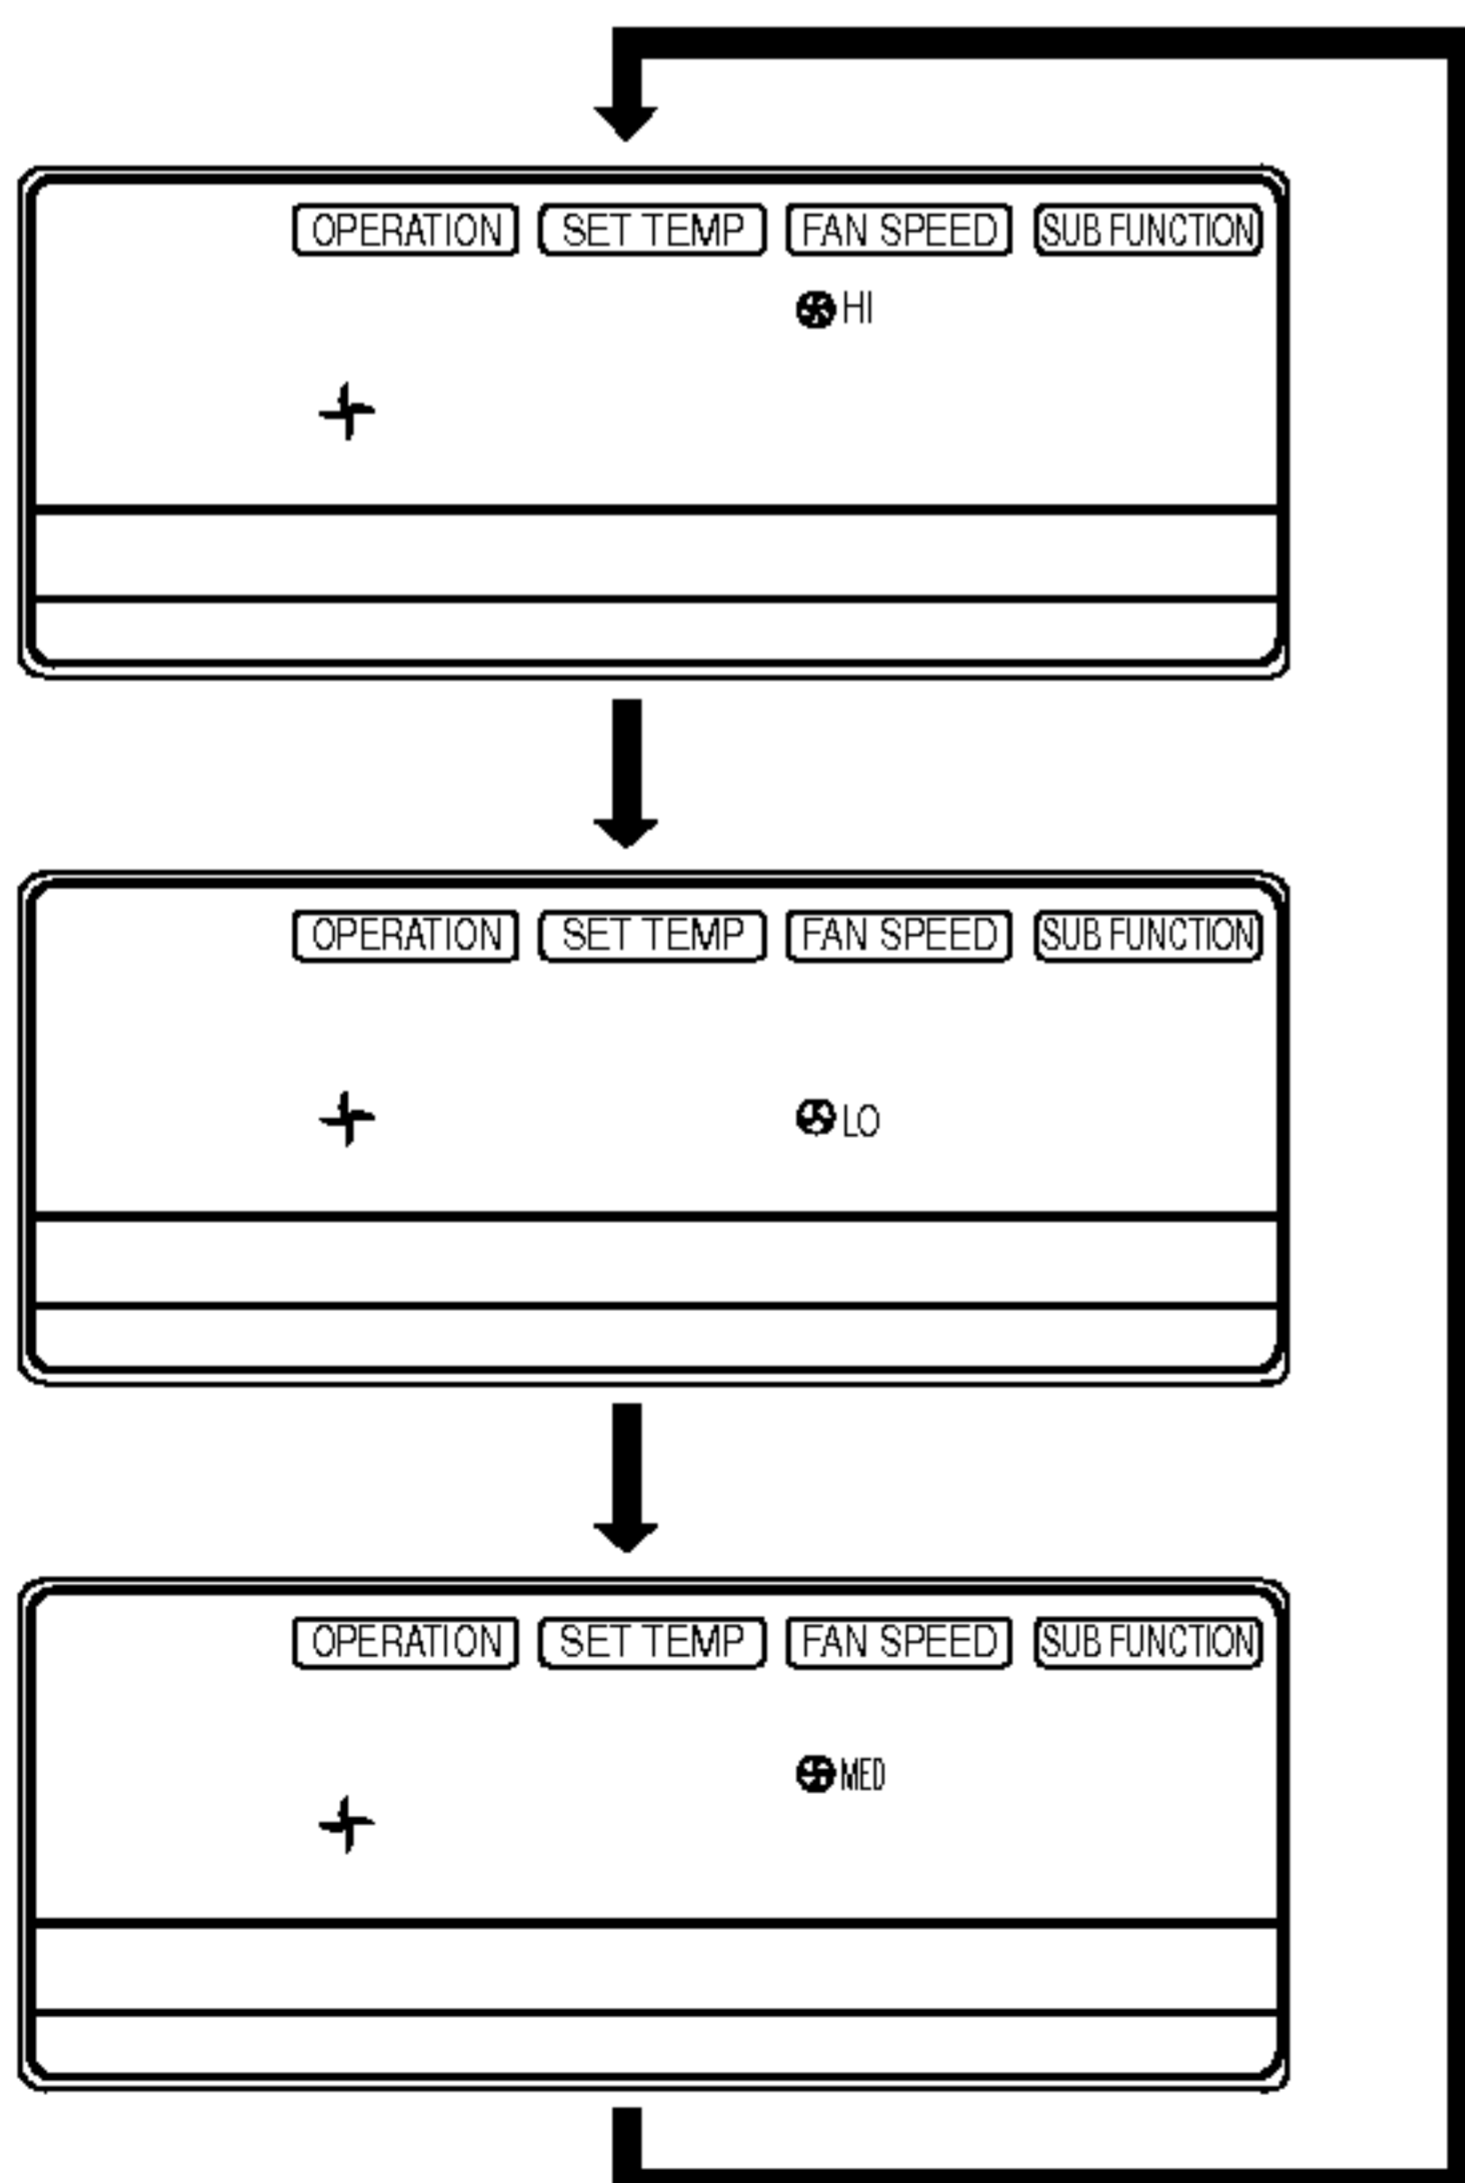 OPERATION SET TEMP FAN SPEED SUB FUNCTION
HI
OPERATION SET TEMP FAN SPEED SUB FUNCTION
LO
OPERATION SET TEMP FAN SPEED SUB FUNCTION
MED